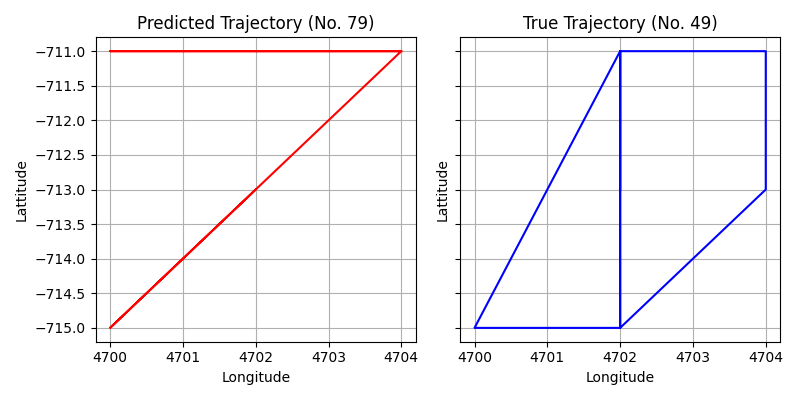 Predicted Trajectory (No. 79)
True Trajectory (No. 49)
−711.0
−711.5
−712.0
−712.5
−713.0
−713.5
−714.0
−714.5
−715.0
Lattitude
Lattitude
4700 4701 4702 4703 4704
4700 4701 4702 4703 4704
Longitude
Longitude